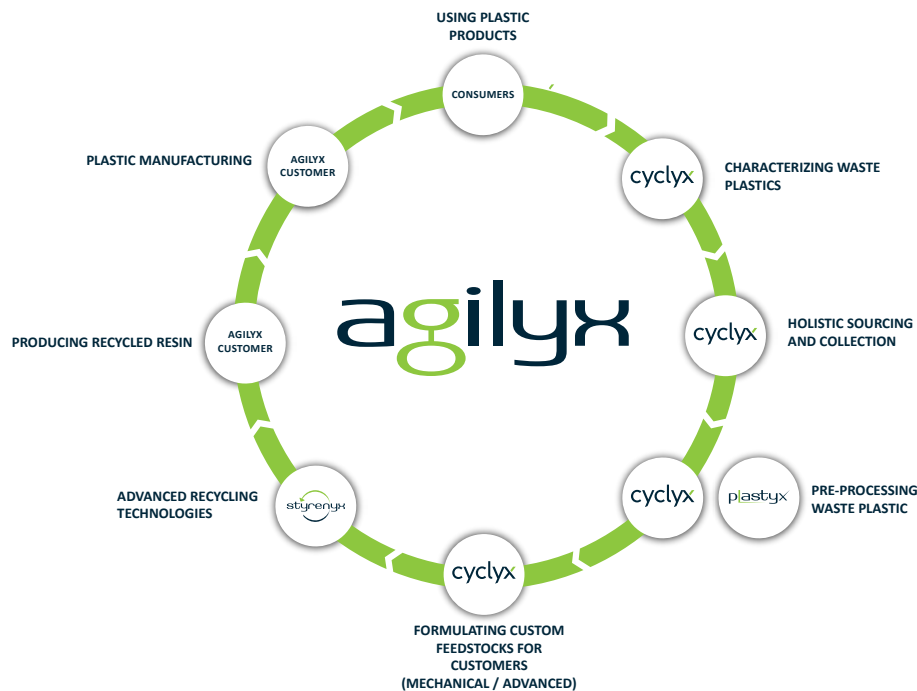 USING PLASTIC
PRODUCTS
CONSUMERS
PLASTIC MANUFACTURING
AGILYX
CUSTOMER
cyclyx
CHARACTERIZING WASTE
PLASTICS
agilyx
PRODUCING RECYCLED RESIN
AGILYX
CUSTOMER
cyclyx
HOLISTIC SOURCING
AND COLLECTION
ADVANCED RECYCLING
TECHNOLOGIES
styrenyx
cyclyx
plastyx
PRE-PROCESSING
WASTE PLASTIC
cyclyx
FORMULATING CUSTOM
FEEDSTOCKS FOR
CUSTOMERS
(MECHANICAL / ADVANCED)